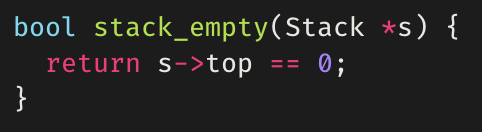 bool stack_empty(Stack *s) {
  return s->top == 0;
}